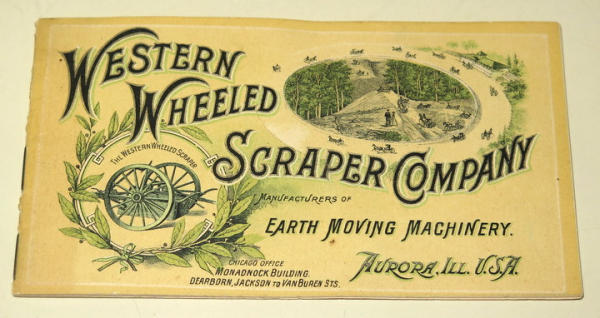 WESTERN
WHEELED
SCRAPER COMPANY
THE WESTERN WHEELED SCRAPER
MANUFACTURERS OF
EARTH MOVING MACHINERY.
AURORA, ILL. U.S.A.
CHICAGO OFFICE
MONADNOCK BUILDING.
DEARBORN, JACKSON TO VAN BUREN STS.